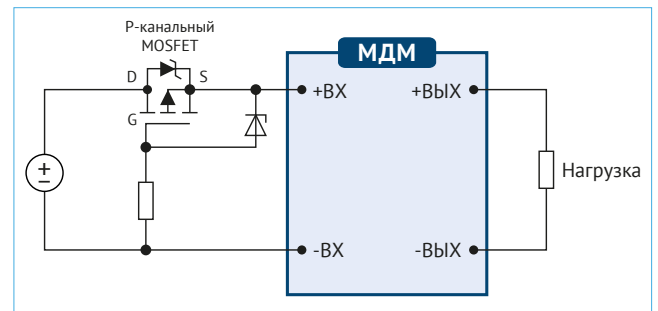 P-канальный
MOSFET
D
S
G
МДМ
+ВХ
+ВЫХ
Нагрузка
-ВХ
-ВЫХ